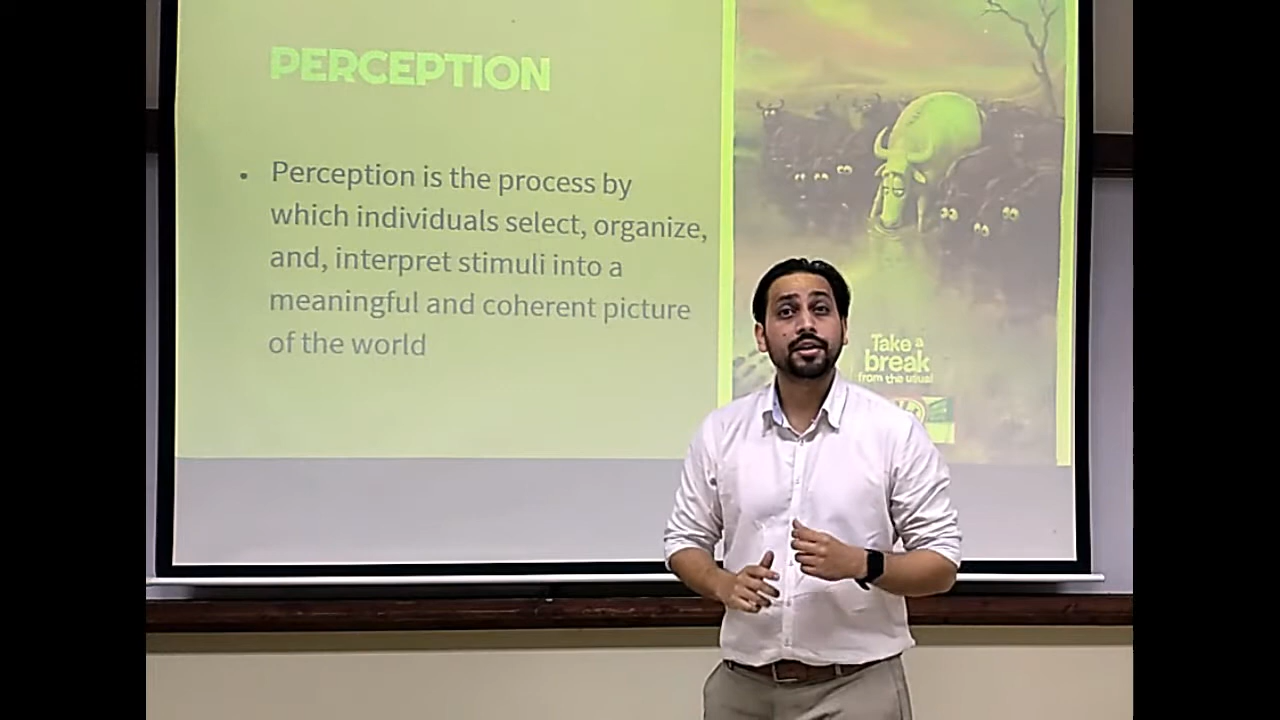 PERCEPTION
• Perception is the process by
which individuals select, organize,
and, interpret stimuli into a
meaningful and coherent picture
of the world
Take a
break
from the usual